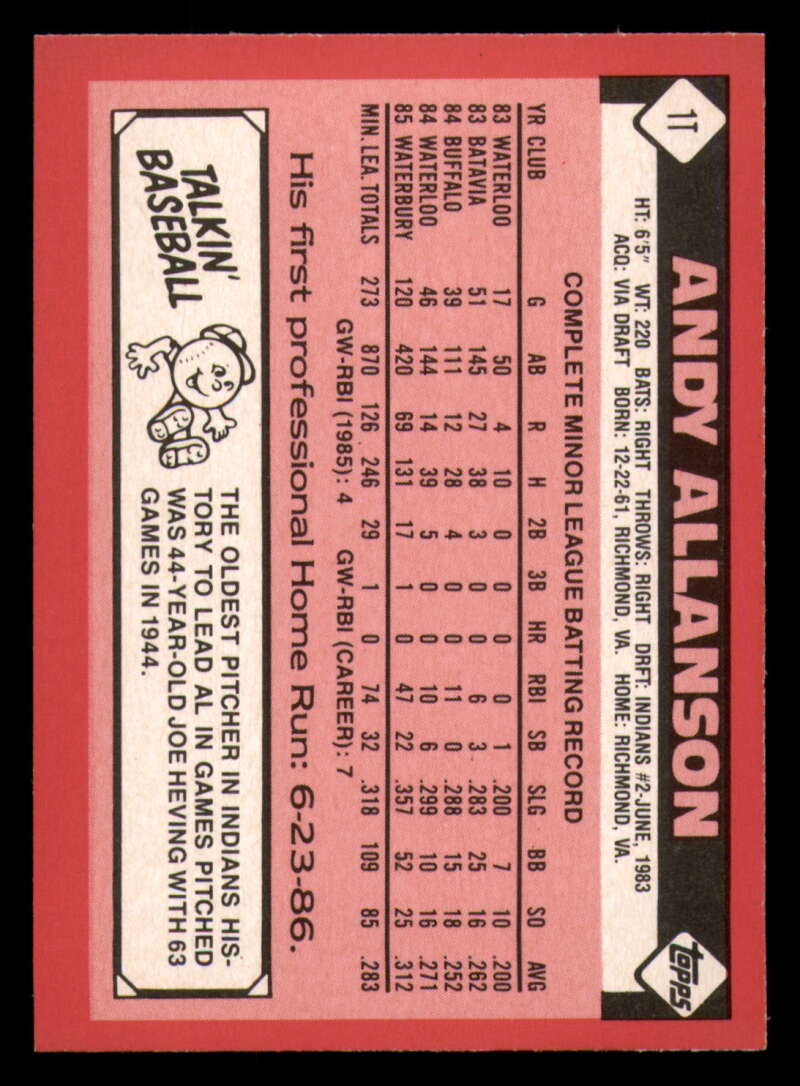 1T
ANDY ALLANSON
topps
HT: 6'5" WT: 220 BATS: RIGHT THROWS: RIGHT DRFT: INDIANS #2-JUNE, 1983
ACQ: VIA DRAFT BORN: 12-22-61, RICHMOND, VA. HOME: RICHMOND, VA.
COMPLETE MINOR LEAGUE BATTING RECORD
YR CLUB G AB R H 2B 3B HR RBI SB SLG BB SO AVG
83 WATERLOO 17 50 4 10 0 0 0 0 1 .200 7 10 .200
83 BATAVIA 51 145 27 38 3 0 0 6 3 .283 25 16 .262
84 BUFFALO 39 111 12 28 4 0 0 11 0 .288 15 18 .252
84 WATERLOO 46 144 14 39 5 0 0 10 6 .299 10 16 .271
85 WATERBURY 120 420 69 131 17 1 0 47 22 .357 52 25 .312
MIN. LEA. TOTALS 273 870 126 246 29 1 0 74 32 .318 109 85 .283
GW-RBI (1985): 4 GW-RBI (CAREER): 7
His first professional Home Run: 6-23-86.
TALKIN'
BASEBALL
THE OLDEST PITCHER IN INDIANS HIS-
TORY TO LEAD AL IN GAMES PITCHED
WAS 44-YEAR-OLD JOE HEVING WITH 63
GAMES IN 1944.